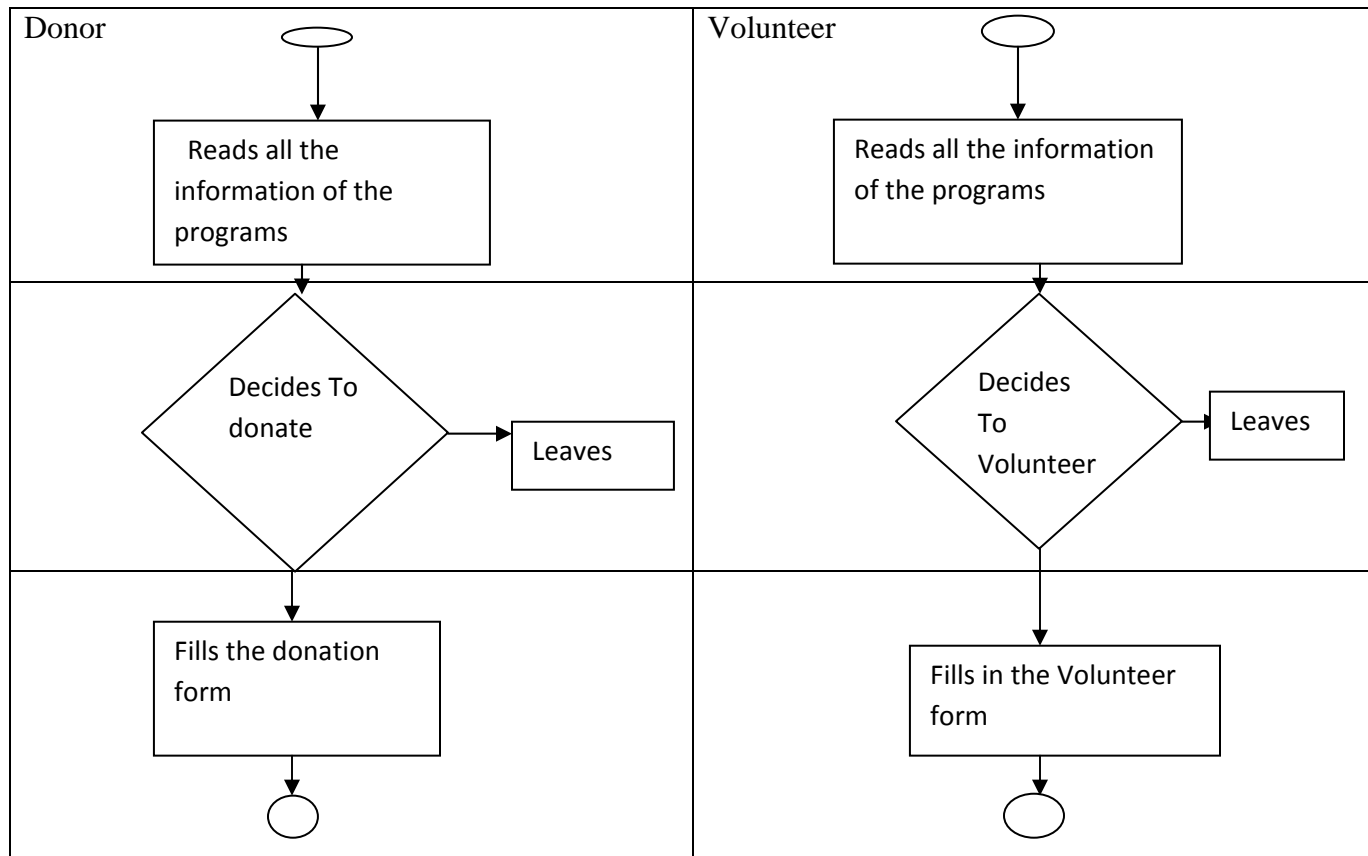 Donor
Reads all the
information of the
programs
Decides To
donate
Leaves
Fills the donation
form
Volunteer
Reads all the information
of the programs
Decides
To
Volunteer
Leaves
Fills in the Volunteer
form